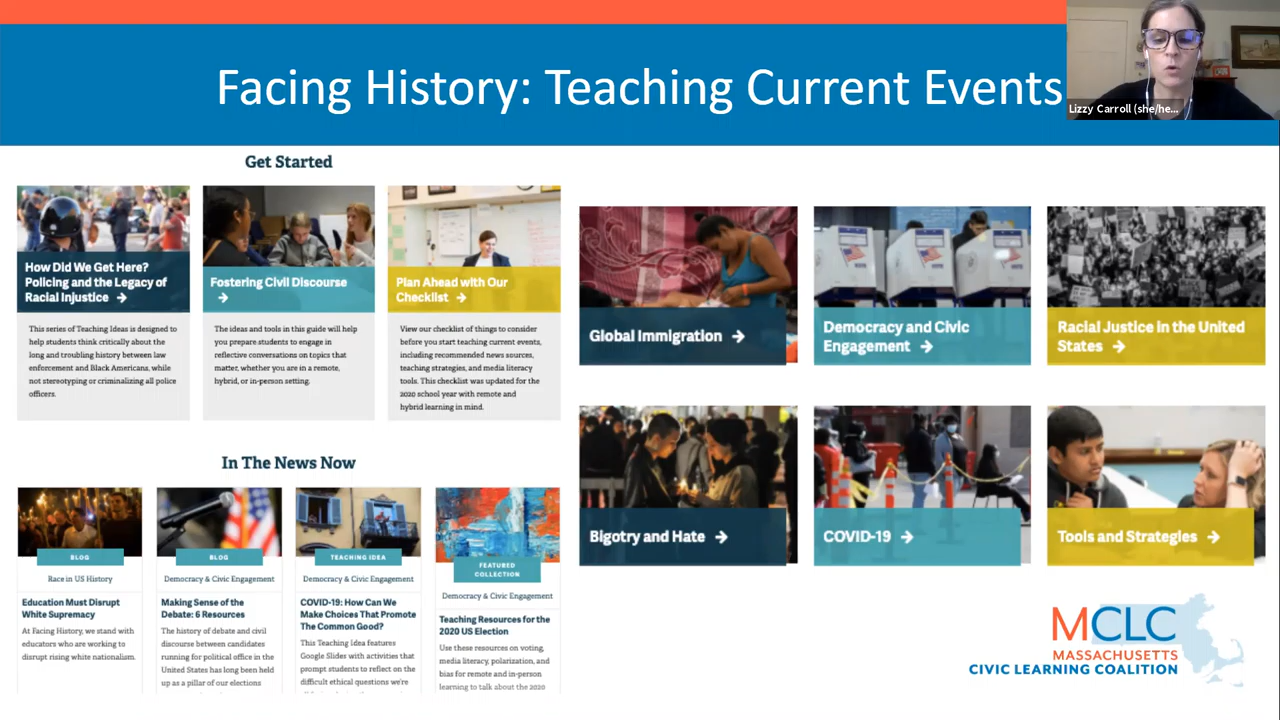 Facing History: Teaching Current Events
Lizzy Carroll (she/he...
Get Started
How Did We Get Here?
Policing and the Legacy of
Racial Injustice →
This series of Teaching Ideas is designed to
help students think critically about the
long and troubling history between law
enforcement and Black Americans, while
not stereotyping or criminalizing all police
officers.
Fostering Civil Discourse
→
The ideas and tools in this guide will help
you prepare students to engage in
reflective conversations on topics that
matter, whether you are in a remote,
hybrid, or in-person setting.
Plan Ahead with Our
Checklist →
View our checklist of things to consider
before you start teaching current events,
including recommended news sources,
teaching strategies, and media literacy
tools. This checklist was updated for the
2020 school year with remote and
hybrid learning in mind.
In The News Now
BLOG
Race in US History
Education Must Disrupt
White Supremacy
At Facing History, we stand with
educators who are working to
disrupt rising white nationalism.
BLOG
Democracy & Civic Engagement
Making Sense of the
Debate: 6 Resources
The history of debate and civil
discourse between candidates
running for political office in the
United States has long been held
up as a pillar of our elections
TEACHING IDEA
Democracy & Civic Engagement
COVID-19: How Can We
Make Choices That Promote
The Common Good?
This Teaching Idea features
Google Slides with activities that
prompt students to reflect on the
difficult ethical questions we're
FEATURED
COLLECTION
Democracy & Civic Engagement
Teaching Resources for the
2020 US Election
Use these resources on voting,
media literacy, polarization, and
bias for remote and in-person
learning to talk about the 2020
Global Immigration →
Democracy and Civic
Engagement →
Racial Justice in the United
States →
Bigotry and Hate →
COVID-19 →
Tools and Strategies →
MCLC
MASSACHUSETTS
CIVIC LEARNING COALITION